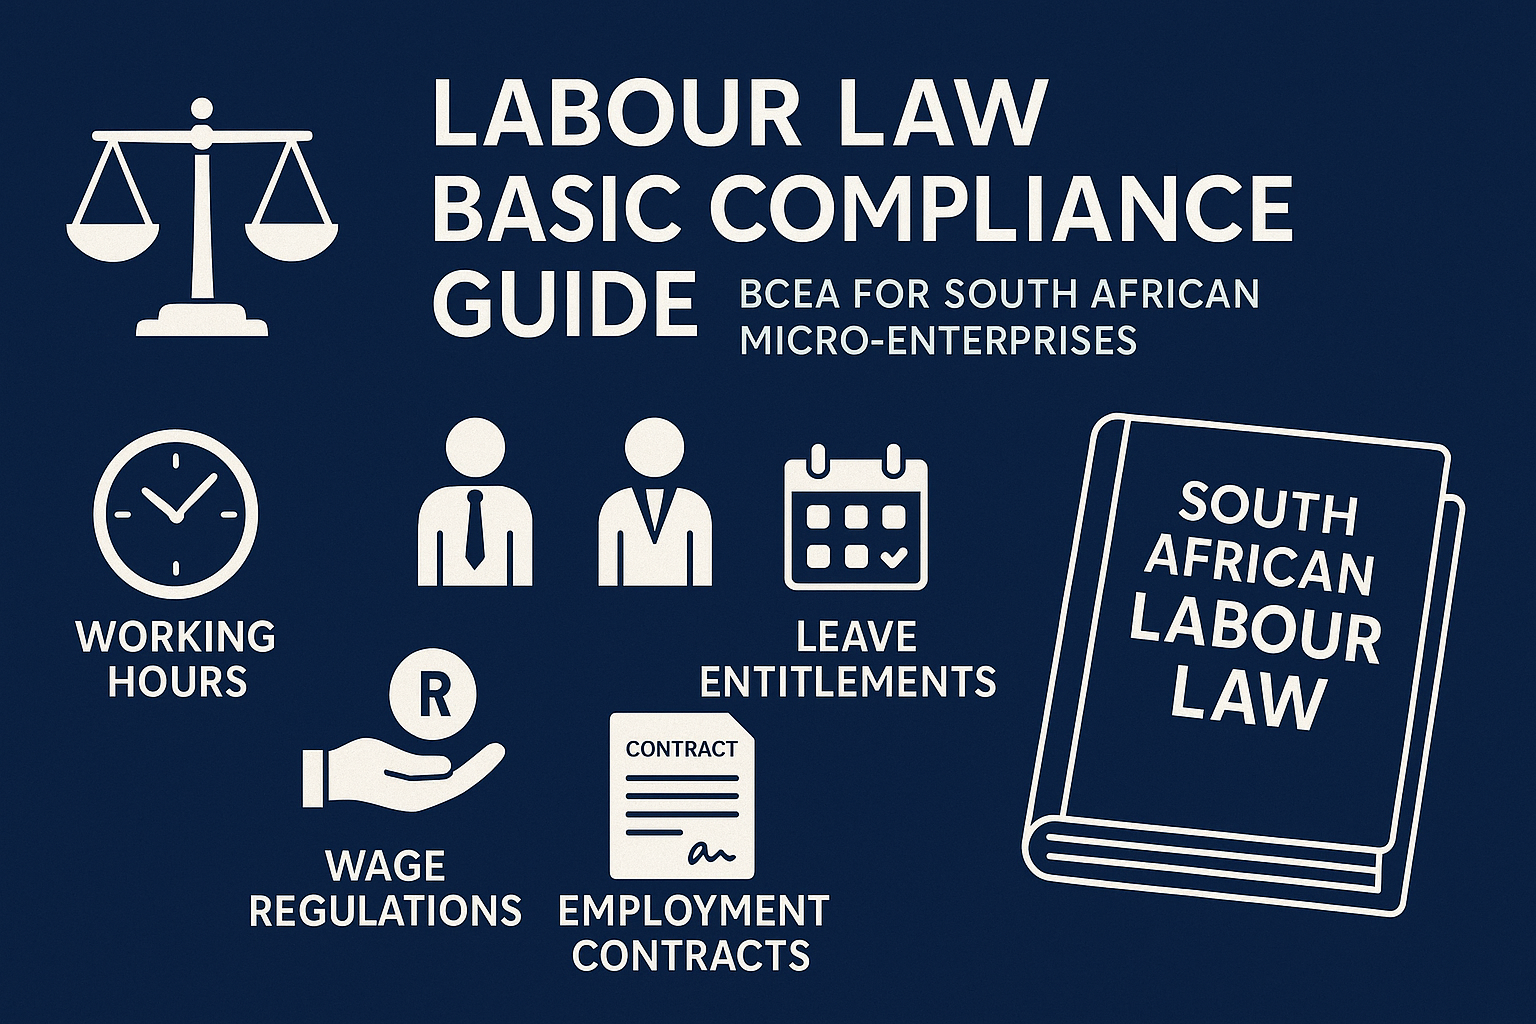 LABOUR LAW
BASIC COMPLIANCE
GUIDE
BCEA FOR SOUTH AFRICAN
MICRO-ENTERPRISES
WORKING
HOURS
LEAVE
ENTITLEMENTS
R
WAGE
REGULATIONS
CONTRACT
EMPLOYMENT
CONTRACTS
SOUTH
AFRICAN
LABOUR
LAW